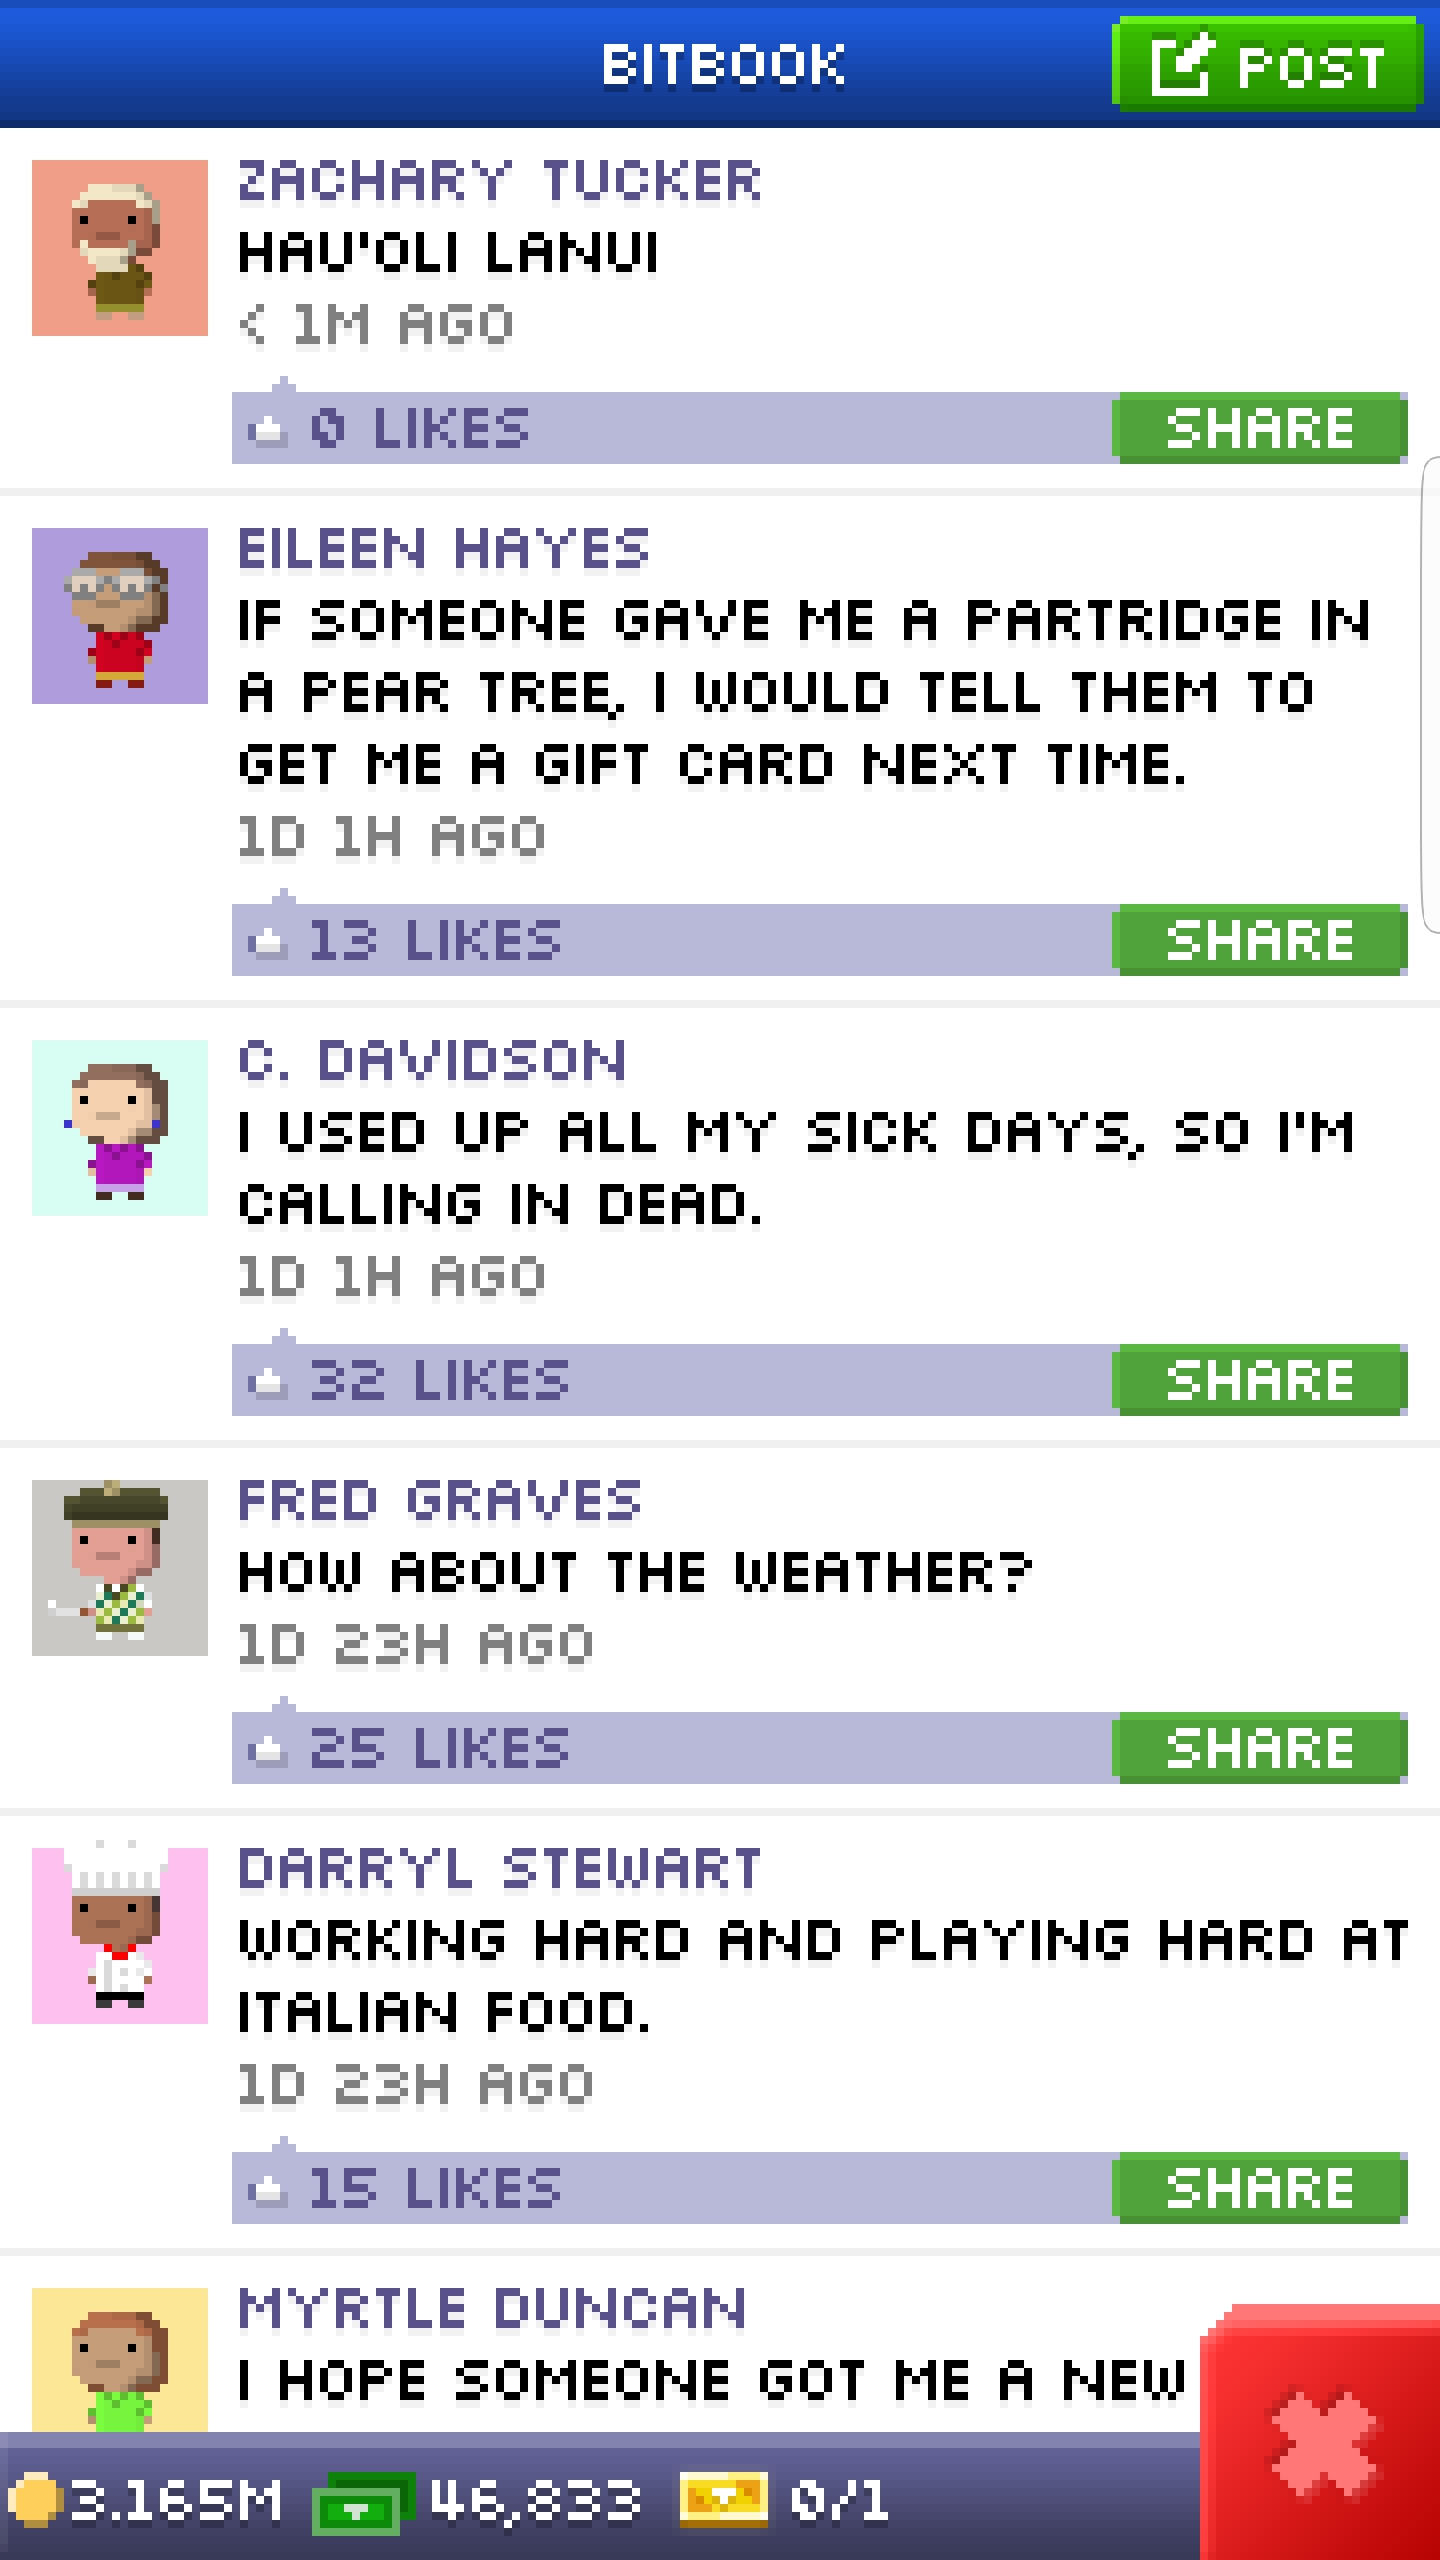 BITBOOK
POST
ZACHARY TUCKER
HAU'OLI LANUI
< 1M AGO
0 LIKES
SHARE
EILEEN HAYES
IF SOMEONE GAVE ME A PARTRIDGE IN
A PEAR TREE, I WOULD TELL THEM TO
GET ME A GIFT CARD NEXT TIME.
1D 1H AGO
13 LIKES
SHARE
C. DAVIDSON
I USED UP ALL MY SICK DAYS, SO I'M
CALLING IN DEAD.
1D 1H AGO
32 LIKES
SHARE
FRED GRAVES
HOW ABOUT THE WEATHER?
1D 23H AGO
25 LIKES
SHARE
DARRYL STEWART
WORKING HARD AND PLAYING HARD AT
ITALIAN FOOD.
1D 23H AGO
15 LIKES
SHARE
MYRTLE DUNCAN
I HOPE SOMEONE GOT ME A NEW
3.165M 46,833 0/1